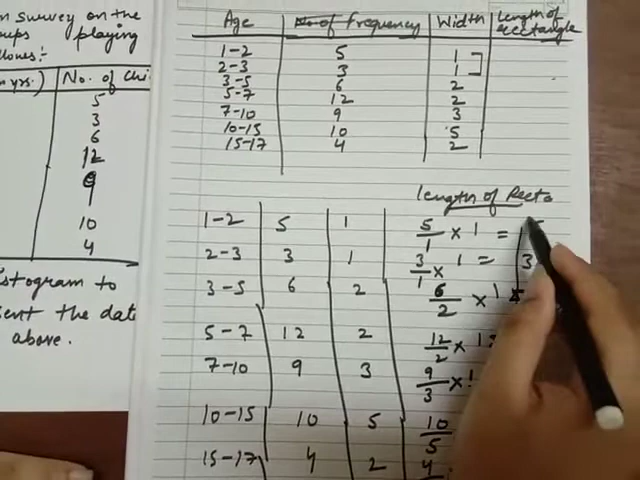 n survey on the
ups playing
llows:
yrs.) No. of Chi
5
3
6
12
9
10
4
stogram to
sent the data
above.
Age of frequency Width Length of rectangle
1-2 5 1
2-3 3 1
3-5 6 2
5-7 12 2
7-10 9 3
10-15 10 5
15-17 4 2
length of Recta
1-2 5 1 5/1 × 1 =
2-3 3 1 3/1 × 1 = 3
3-5 6 2 6/2 × 1
5-7 12 2 12/2 × 1
7-10 9 3 9/3 × 1
10-15 10 5 10/5
15-17 4 2 4